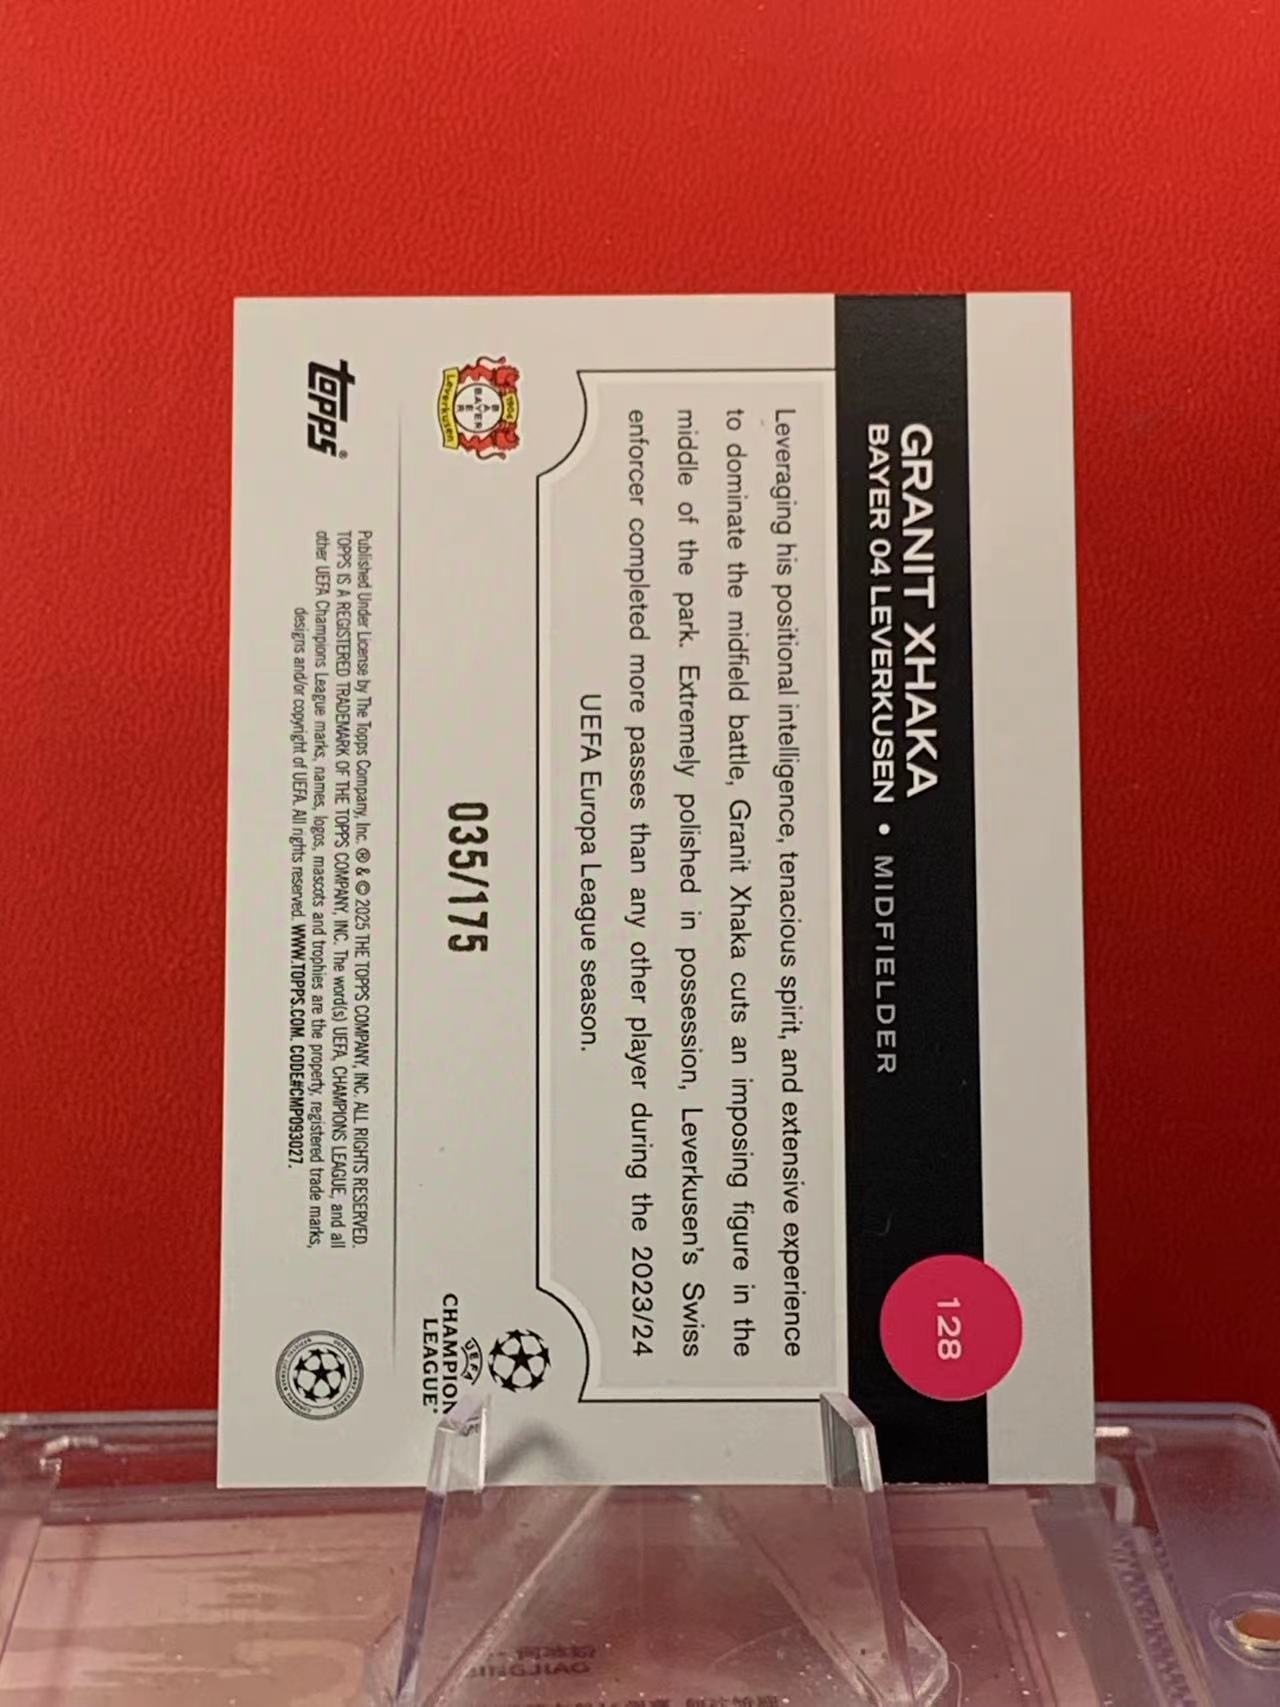 GRANIT XHAKA
BAYER 04 LEVERKUSEN • MIDFIELDER
128
Leveraging his positional intelligence, tenacious spirit, and extensive experience
to dominate the midfield battle, Granit Xhaka cuts an imposing figure in the
middle of the park. Extremely polished in possession, Leverkusen's Swiss
enforcer completed more passes than any other player during the 2023/24
UEFA Europa League season.
1904
BAYER
Leverkusen
035/175
UEFA
CHAMPIONS
LEAGUE®
topps®
Published Under License by The Topps Company, Inc. ® & © 2025 THE TOPPS COMPANY, INC. ALL RIGHTS RESERVED.
TOPPS IS A REGISTERED TRADEMARK OF THE TOPPS COMPANY, INC. The word(s) UEFA, CHAMPIONS LEAGUE, and all
other UEFA Champions League marks, names, logos, mascots and trophies are the property, registered trade marks,
designs and/or copyright of UEFA. All rights reserved. WWW.TOPPS.COM. CODE#CMP093027.